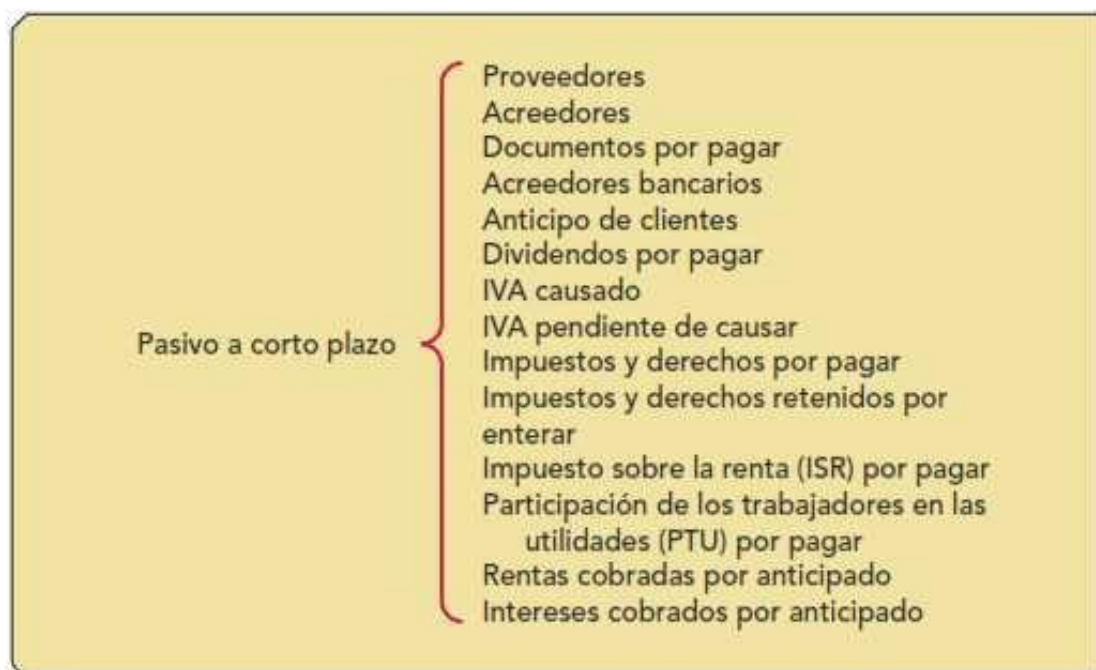 Pasivo a corto plazo
Proveedores
Acreedores
Documentos por pagar
Acreedores bancarios
Anticipo de clientes
Dividendos por pagar
IVA causado
IVA pendiente de causar
Impuestos y derechos por pagar
Impuestos y derechos retenidos por
enterar
Impuesto sobre la renta (ISR) por pagar
Participación de los trabajadores en las
utilidades (PTU) por pagar
Rentas cobradas por anticipado
Intereses cobrados por anticipado